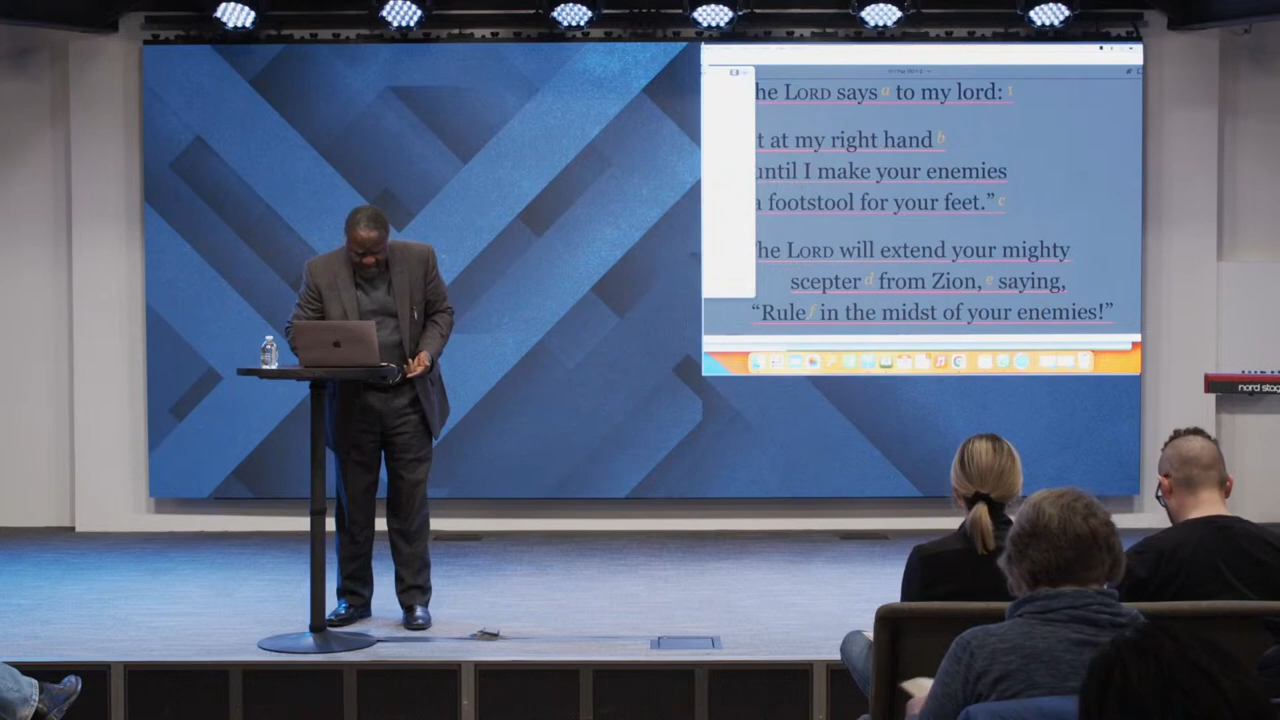 he LORD says a to my lord: 1
t at my right hand b
until I make your enemies
a footstool for your feet.” c
he LORD will extend your mighty
scepter d from Zion, e saying,
“Rule f in the midst of your enemies!”
nord stag